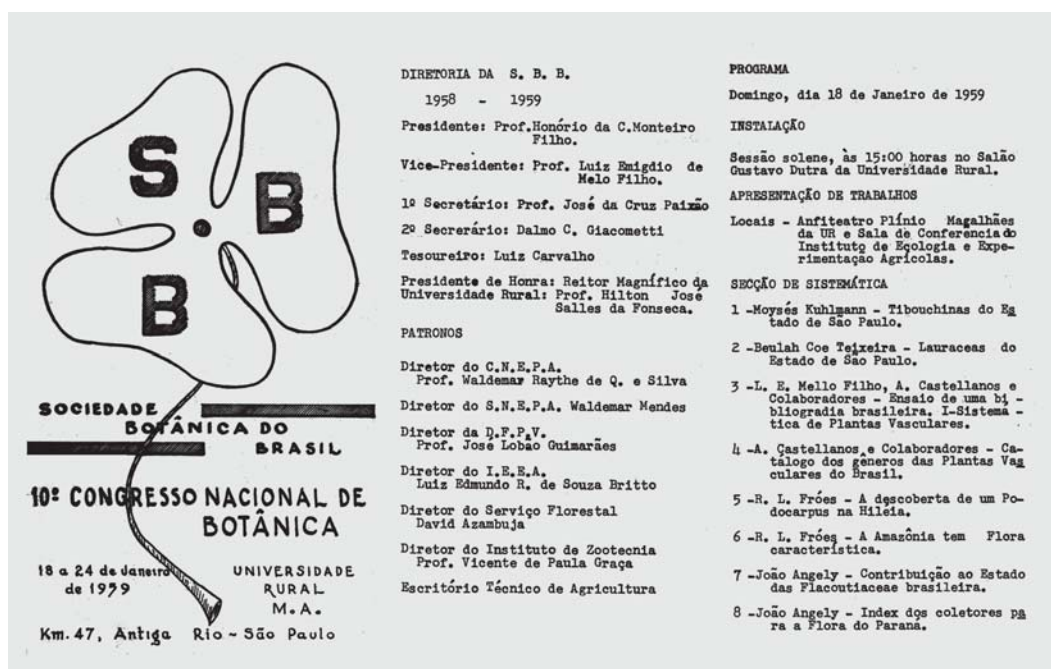 S
B
B
SOCIEDADE
BOTÂNICA DO
BRASIL
10º CONGRESSO NACIONAL DE
BOTÂNICA
18 a 24 de Janeiro
de 1959
UNIVERSIDADE
RURAL
M.A.
Km. 47, Antiga Rio ~ São Paulo
DIRETORIA DA S. B. B.
1958 - 1959
Presidente: Prof.Honório da C.Monteiro
Filho.
Vice-Presidente: Prof. Luiz Emigdio de
Melo Filho.
1º Secretário: Prof. José da Cruz Paixão
2º Secrerário: Dalmo C. Giacometti
Tesoureiro: Luiz Carvalho
Presidente de Honra: Reitor Magnífico da
Universidade Rural: Prof. Hilton José
Salles da Fonseca.
PATRONOS
Diretor do C.N.E.P.A.
Prof. Waldemar Raythe de Q. e Silva
Diretor do S.N.E.P.A. Waldemar Mendes
Diretor da D.F.P.V.
Prof. José Lobão Guimarães
Diretor do I.E.E.A.
Luiz Edmundo R. de Souza Britto
Diretor do Serviço Florestal
David Azambuja
Diretor do Instituto de Zootecnia
Prof. Vicente de Paula Graça
Escritório Técnico de Agricultura
PROGRAMA
Domingo, dia 18 de Janeiro de 1959
INSTALAÇÃO
Sessão solene, às 15:00 horas no Salão
Gustavo Dutra da Universidade Rural.
APRESENTAÇÃO DE TRABALHOS
Locais - Anfiteatro Plínio Magalhães
da UR e Sala de Conferencia do
Instituto de Ecologia e Expe-
rimentação Agrícolas.
SECÇÃO DE SISTEMÁTICA
1 -Moysés Kuhlmann - Tibouchinas do Es
tado de São Paulo.
2 -Beulah Coe Teixeira - Lauraceas do
Estado de São Paulo.
3 -L. E. Mello Filho, A. Castellanos e
Colaboradores - Ensaio de uma bi -
bliogradia brasileira. I-Sistemá -
tica de Plantas Vasculares.
4 -A. Castellanos e Colaboradores - Ca-
tálogo dos gêneros das Plantas Vas
culares do Brasil.
5 -R. L. Fróes - A descoberta de um Po-
docarpus na Hiléia.
6 -R. L. Fróes - A Amazônia tem Flora
característica.
7 -João Angely - Contribuição ao Estado
das Flacoutiaceae brasileira.
8 -João Angely - Index dos coletores pa
ra a Flora do Paraná.